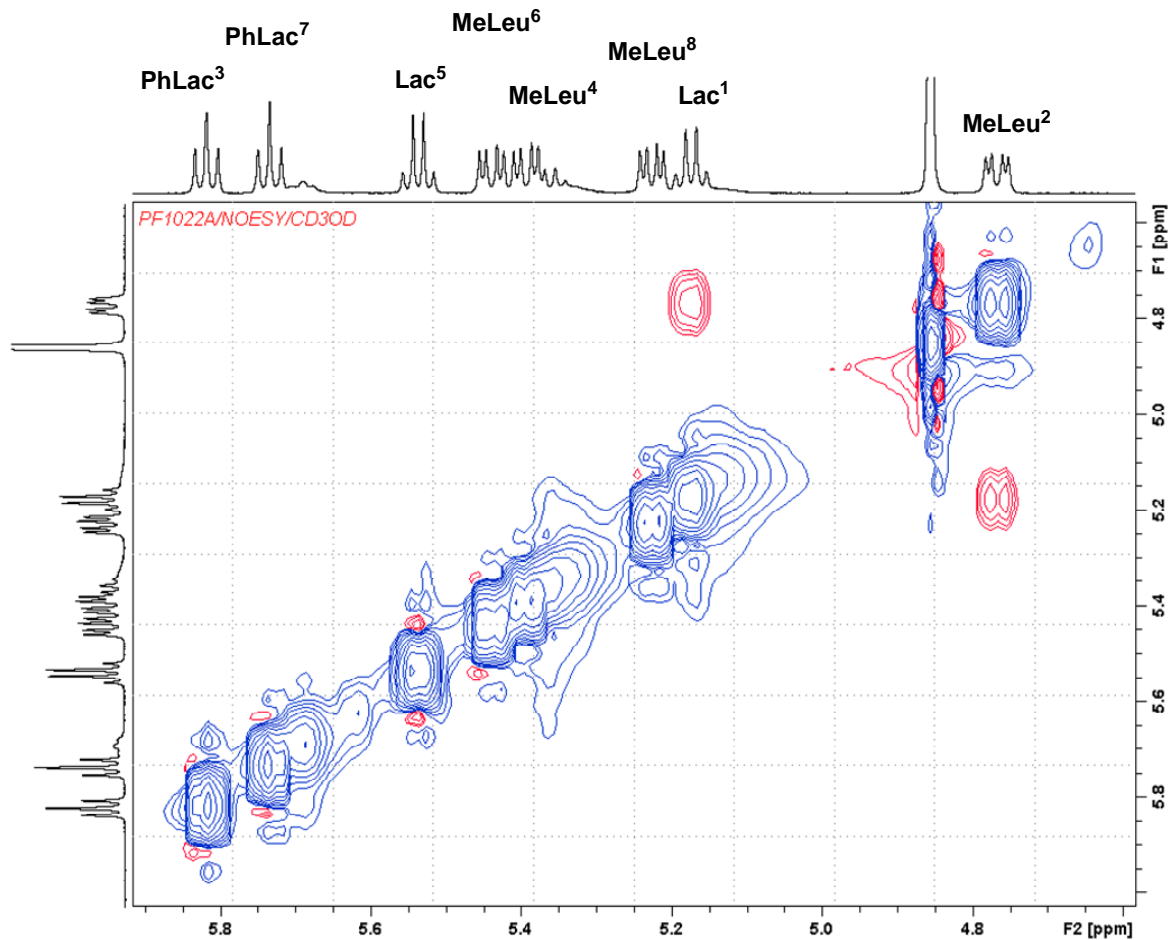 MeLeu⁶
PhLac⁷
MeLeu⁸
PhLac³
Lac⁵
MeLeu⁴
Lac¹
MeLeu²
PF1022A/NOESY/CD3OD
F1 [ppm]
4.8
5.0
5.2
5.4
5.6
5.8
5.8
5.6
5.4
5.2
5.0
4.8
F2 [ppm]